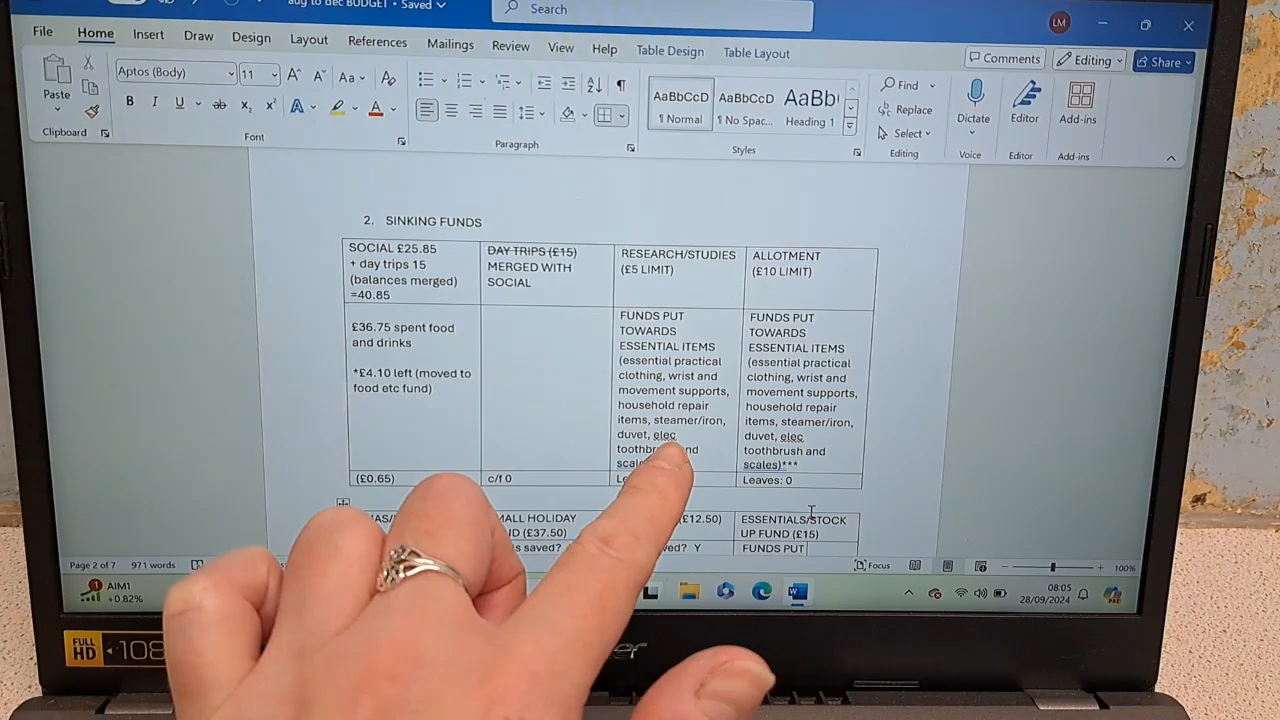 aug to dec BUDGET • Saved
Search
LM
File Home Insert Draw Design Layout References Mailings Review View Help Table Design Table Layout
Comments Editing Share
Paste
Clipboard
Aptos (Body) 11
Font
Paragraph
AaBbCcD AaBbCcD AaBb(
¶ Normal ¶ No Spac... Heading 1
Styles
Find
Replace
Select
Editing
Dictate
Voice
Editor
Editor
Add-ins
Add-ins
2. SINKING FUNDS
SOCIAL £25.85
+ day trips 15
(balances merged)
=40.85
DAY TRIPS (£15)
MERGED WITH
SOCIAL
RESEARCH/STUDIES
(£5 LIMIT)
ALLOTMENT
(£10 LIMIT)
£36.75 spent food
and drinks
*£4.10 left (moved to
food etc fund)
FUNDS PUT
TOWARDS
ESSENTIAL ITEMS
(essential practical
clothing, wrist and
movement supports,
household repair
items, steamer/iron,
duvet, elec
FUNDS PUT
TOWARDS
ESSENTIAL ITEMS
(essential practical
clothing, wrist and
movement supports,
household repair
items, steamer/iron,
duvet, elec
toothbrush and
scales)***
(£0.65)
c/f 0
Leaves: 0
HOLIDAY
(£37.50)
saved?
(£12.50)
Y
ESSENTIALS/STOCK
UP FUND (£15)
FUNDS PUT
Page 2 of 7 971 words
Focus
100%
AIM1
+0.82%
08:05
28/09/2024
FULL
HD
108